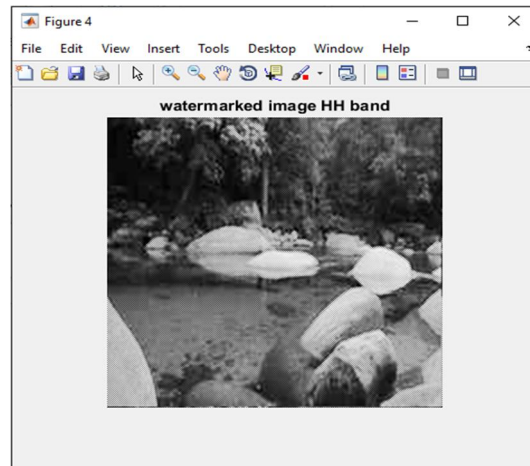 Figure 4
File Edit View Insert Tools Desktop Window Help
watermarked image HH band